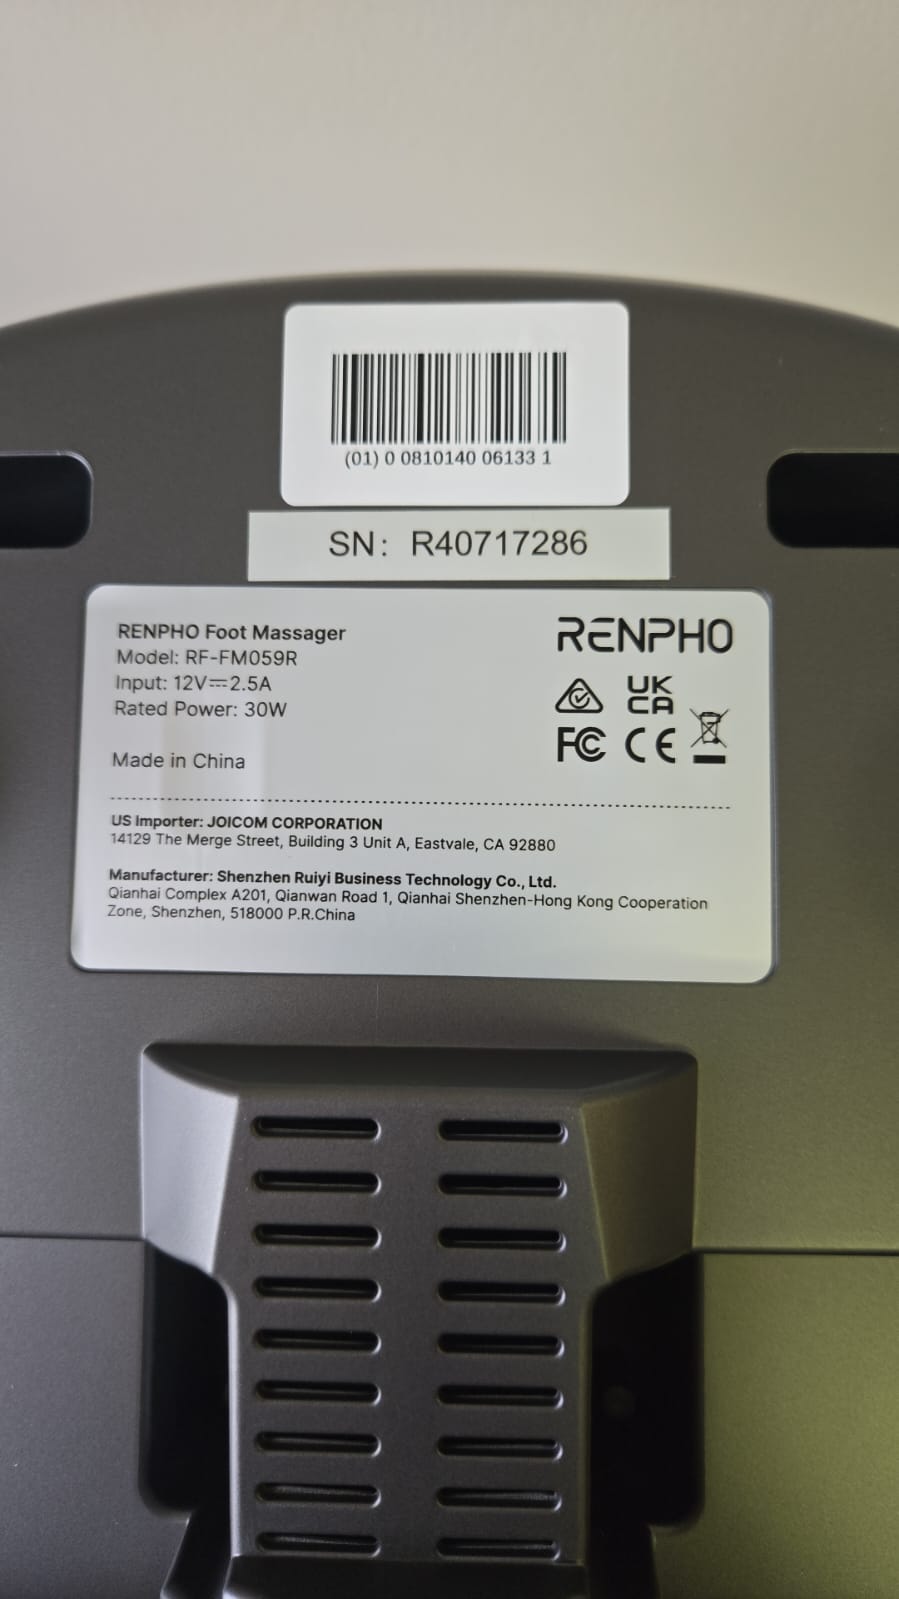 (01) 0 0810140 06133 1
SN: R40717286
RENPHO Foot Massager
Model: RF-FM059R
Input: 12V⎓2.5A
Rated Power: 30W
Made in China
RENPHO
UK
CA
FC CE
US Importer: JOICOM CORPORATION
14129 The Merge Street, Building 3 Unit A, Eastvale, CA 92880
Manufacturer: Shenzhen Ruiyi Business Technology Co., Ltd.
Qianhai Complex A201, Qianwan Road 1, Qianhai Shenzhen-Hong Kong Cooperation
Zone, Shenzhen, 518000 P.R.China